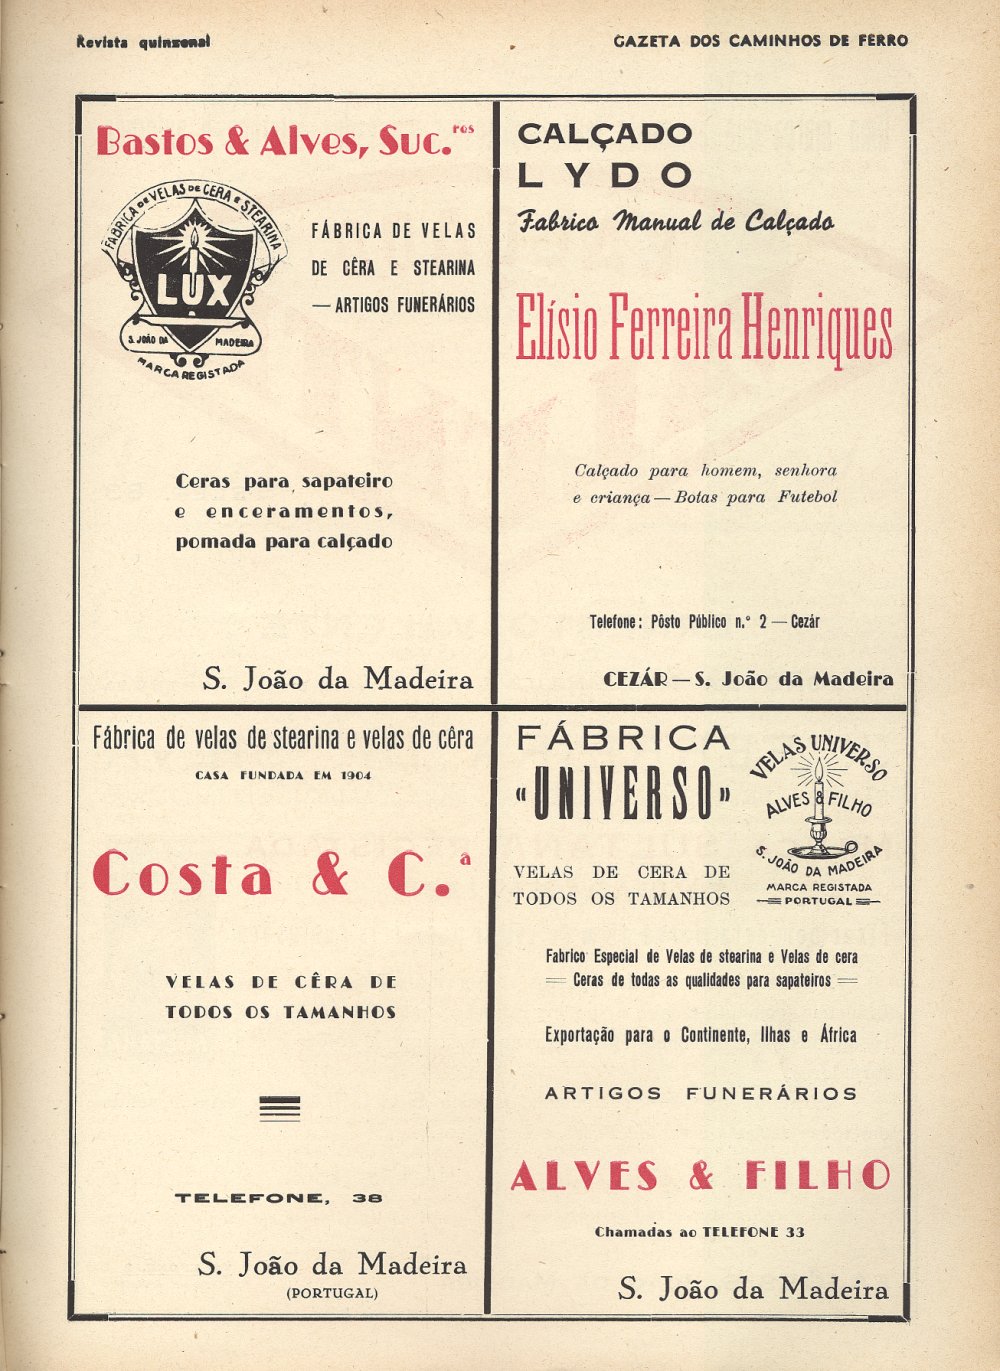 Revista quinzenal
GAZETA DOS CAMINHOS DE FERRO
Bastos & Alves, Suc.res
FÁBRICA DE VELAS DE CERA E STEARINA
LUX
S. JOÃO DA MADEIRA
MARCA REGISTADA
FÁBRICA DE VELAS
DE CÊRA E STEARINA
— ARTIGOS FUNERÁRIOS
Ceras para sapateiro
e enceramentos,
pomada para calçado
S. João da Madeira
CALÇADO
LYDO
Fabrico Manual de Calçado
Elísio Ferreira Henriques
Calçado para homem, senhora
e criança — Botas para Futebol
Telefone: Pôsto Público n.º 2 — Cezár
CEZÁR — S. João da Madeira
Fábrica de velas de stearina e velas de cêra
CASA FUNDADA EM 1904
Costa & C.ª
VELAS DE CÊRA DE
TODOS OS TAMANHOS
TELEFONE, 38
S. João da Madeira
(PORTUGAL)
FÁBRICA
«UNIVERSO»
VELAS UNIVERSO
ALVES & FILHO
S. JOÃO DA MADEIRA
MARCA REGISTADA
PORTUGAL
VELAS DE CERA DE
TODOS OS TAMANHOS
Fabrico Especial de Velas de stearina e Velas de cera
Ceras de todas as qualidades para sapateiros
Exportação para o Continente, Ilhas e África
ARTIGOS FUNERÁRIOS
ALVES & FILHO
Chamadas ao TELEFONE 33
S. João da Madeira